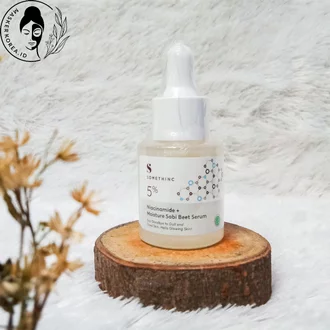 MASKERKOREA.ID
S
SOMETHINC
5%
Niacinamide +
Moisture Sabi Beet Serum